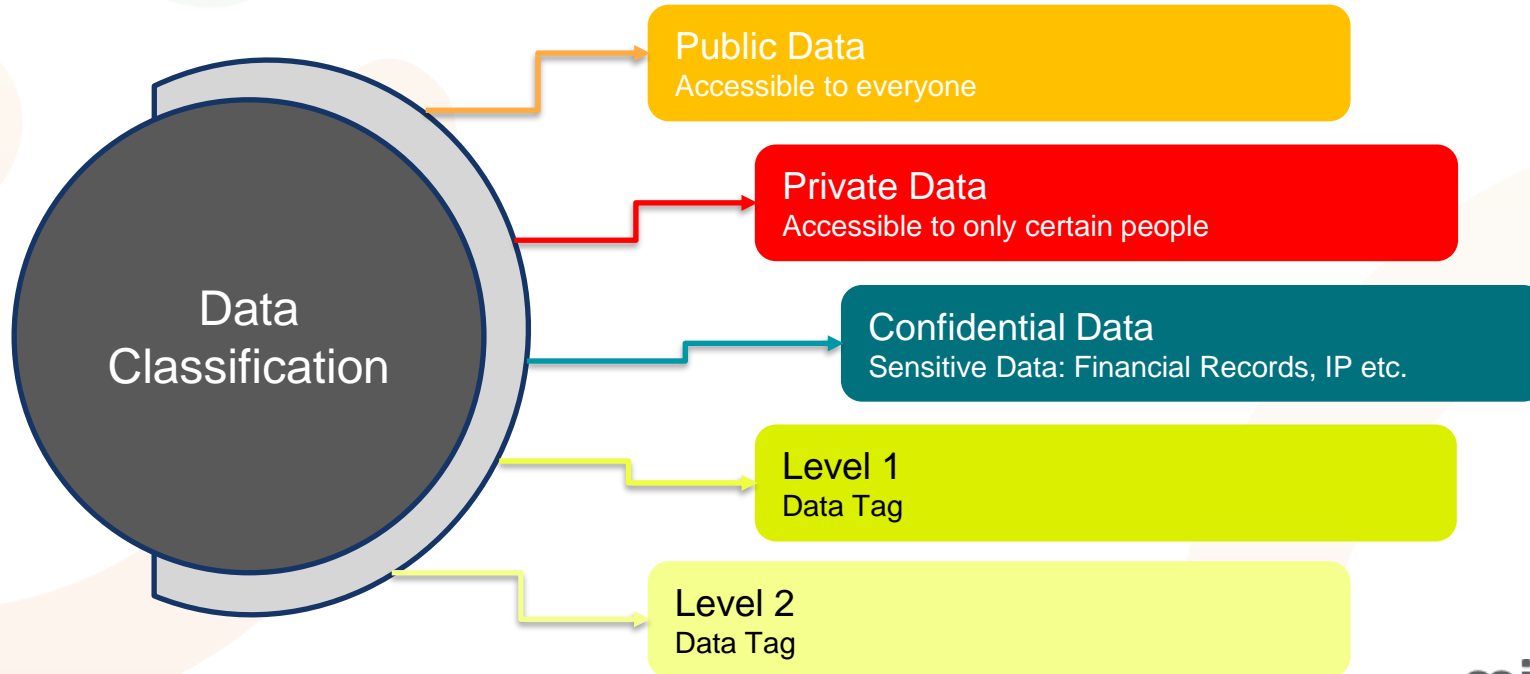 Public Data
Accessible to everyone
Private Data
Accessible to only certain people
Data
Classification
Confidential Data
Sensitive Data: Financial Records, IP etc.
Level 1
Data Tag
Level 2
Data Tag